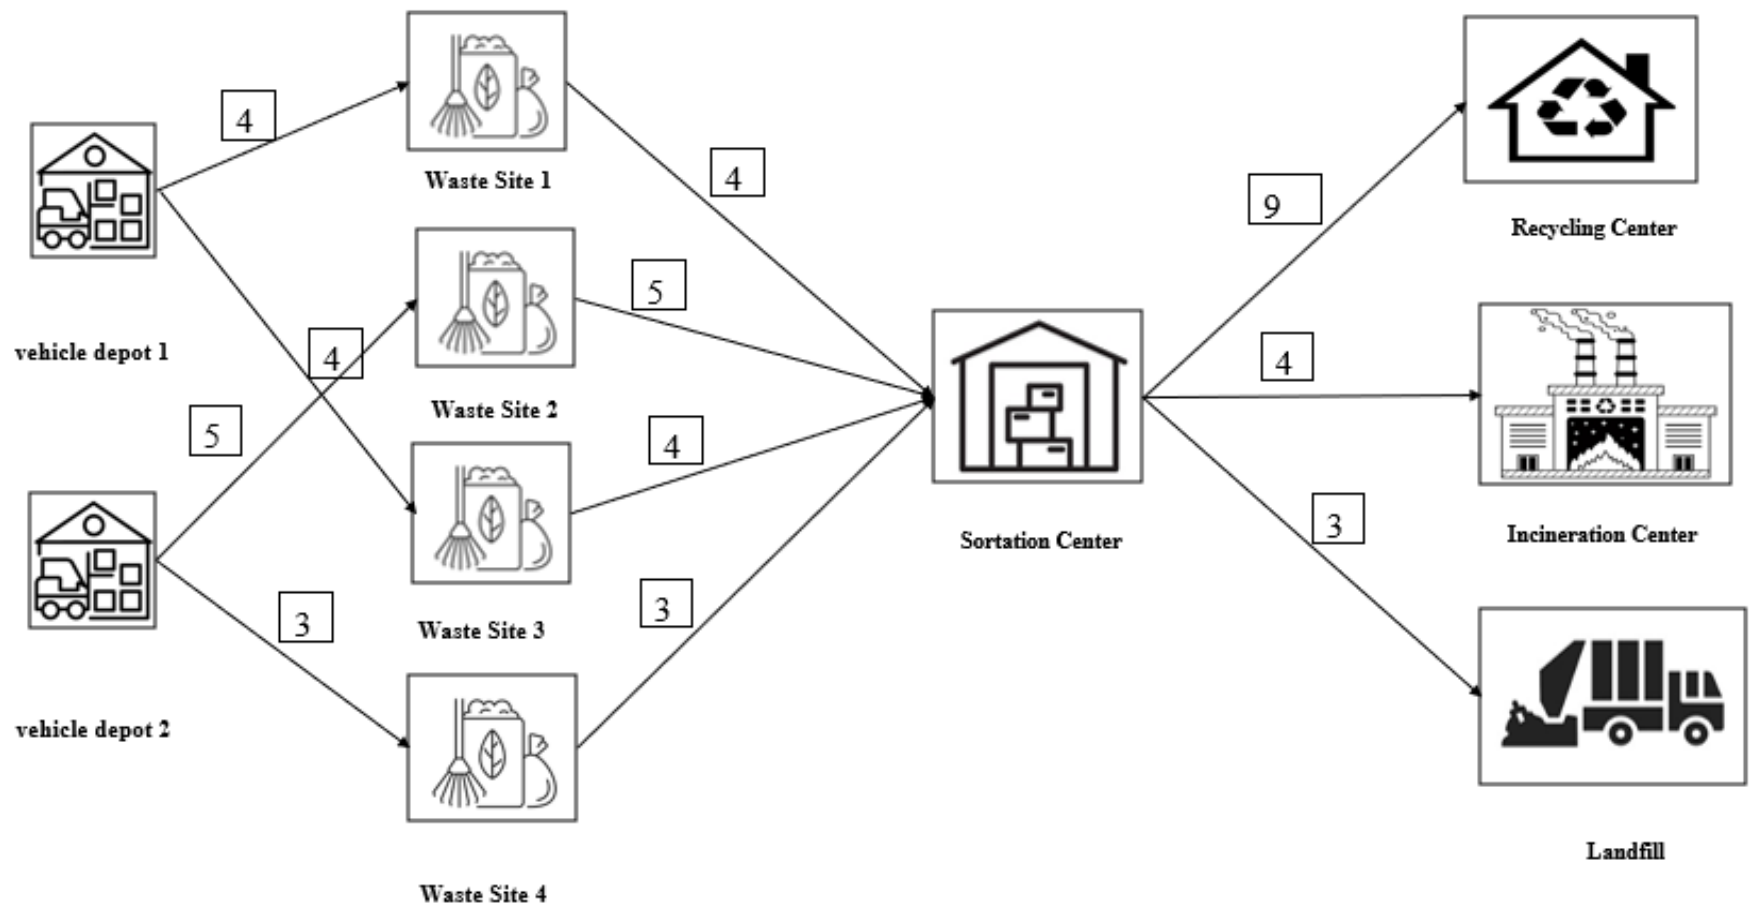 4
Waste Site 1
4
9
Recycling Center
vehicle depot 1
4
Waste Site 2
5
4
Incineration Center
5
4
Sortation Center
3
Waste Site 3
3
3
vehicle depot 2
Waste Site 4
Landfill